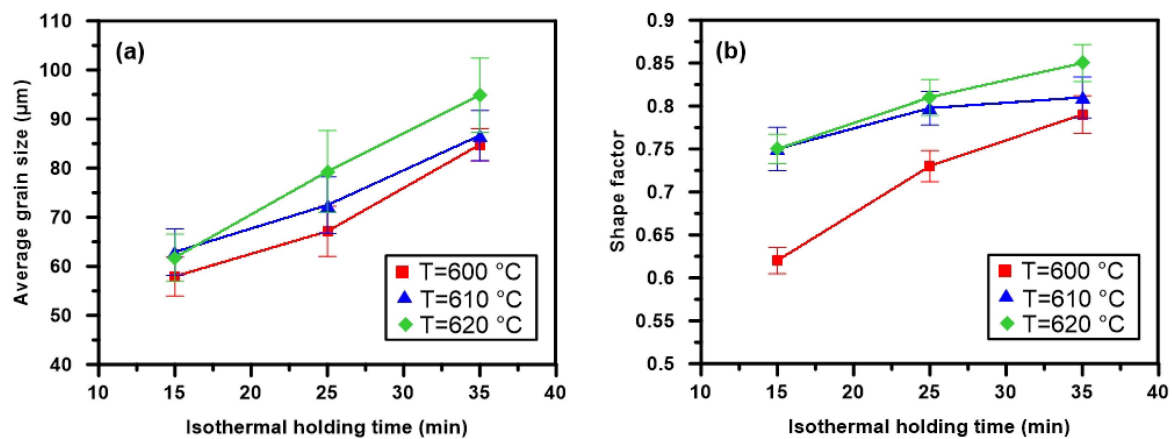 (a)
Average grain size (µm)
110
100
90
80
70
60
50
40
10 15 20 25 30 35 40
Isothermal holding time (min)
T=600 °C
T=610 °C
T=620 °C
(b)
Shape factor
0.9
0.85
0.8
0.75
0.7
0.65
0.6
0.55
0.5
10 15 20 25 30 35 40
Isothermal holding time (min)
T=600 °C
T=610 °C
T=620 °C